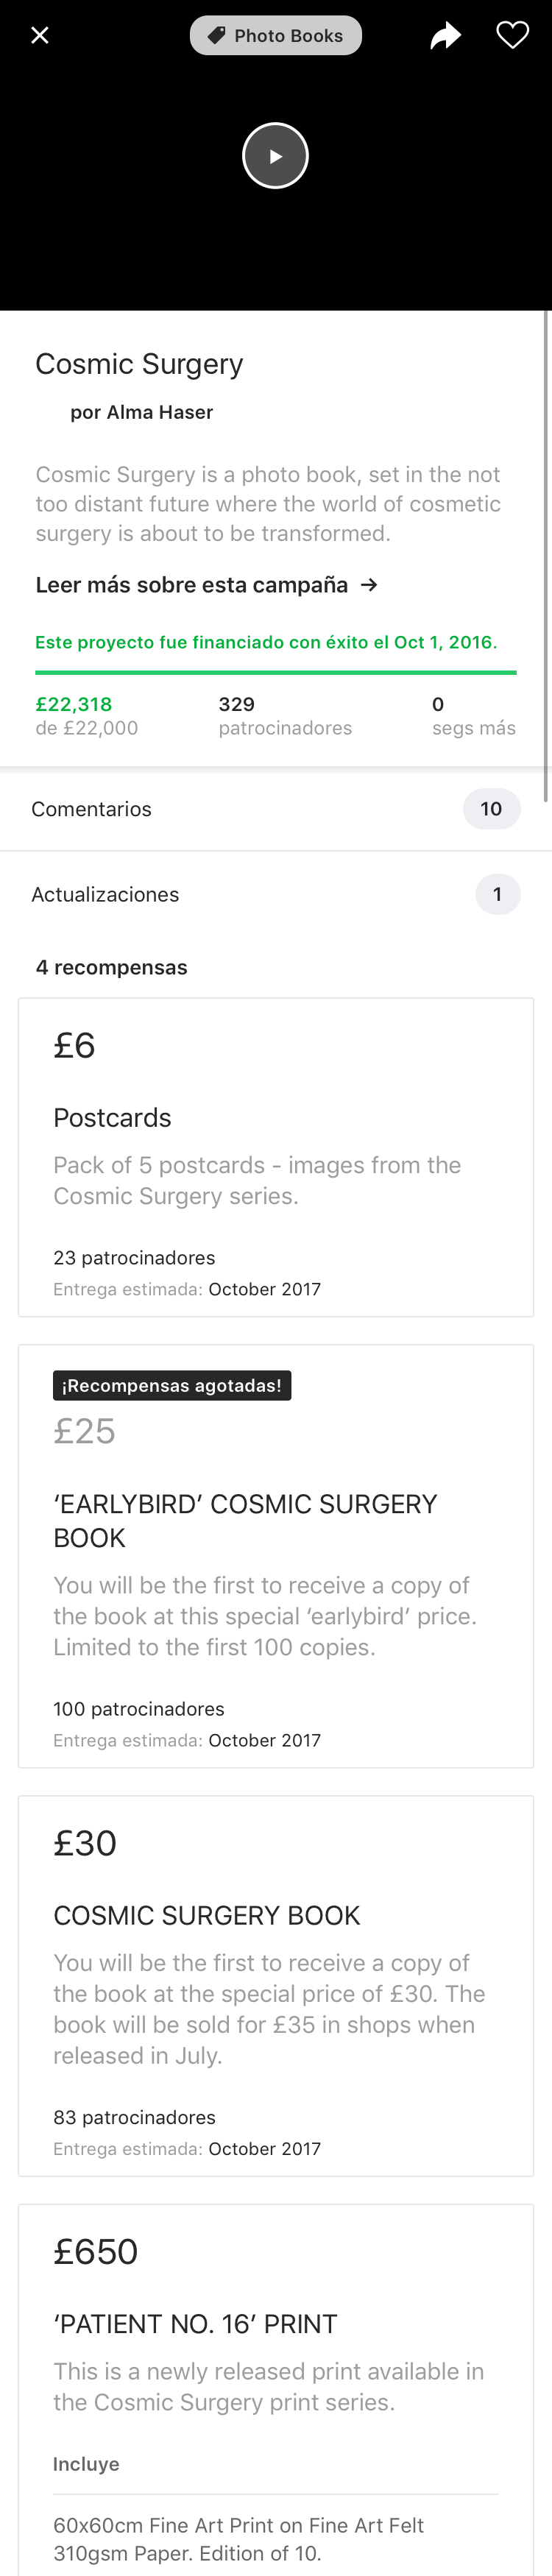 Photo Books
Cosmic Surgery
por Alma Haser
Cosmic Surgery is a photo book, set in the not
too distant future where the world of cosmetic
surgery is about to be transformed.
Leer más sobre esta campaña →
Este proyecto fue financiado con éxito el Oct 1, 2016.
£22,318 329 0
de £22,000 patrocinadores segs más
Comentarios 10
Actualizaciones 1
4 recompensas
£6
Postcards
Pack of 5 postcards - images from the
Cosmic Surgery series.
23 patrocinadores
Entrega estimada: October 2017
¡Recompensas agotadas!
£25
‘EARLYBIRD’ COSMIC SURGERY
BOOK
You will be the first to receive a copy of
the book at this special ‘earlybird’ price.
Limited to the first 100 copies.
100 patrocinadores
Entrega estimada: October 2017
£30
COSMIC SURGERY BOOK
You will be the first to receive a copy of
the book at the special price of £30. The
book will be sold for £35 in shops when
released in July.
83 patrocinadores
Entrega estimada: October 2017
£650
‘PATIENT NO. 16’ PRINT
This is a newly released print available in
the Cosmic Surgery print series.
Incluye
60x60cm Fine Art Print on Fine Art Felt
310gsm Paper. Edition of 10.